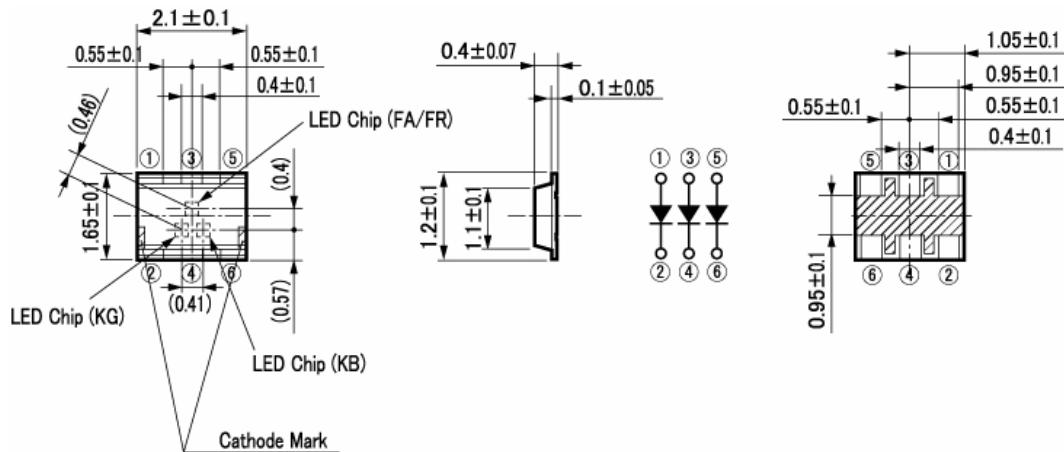 2.1±0.1
0.55±0.1
0.55±0.1
0.4±0.1
LED Chip (FA/FR)
(0.46)
① ③ ⑤
(0.4)
1.65±0.1
② ④ ⑥
(0.41)
(0.57)
LED Chip (KG)
LED Chip (KB)
Cathode Mark
0.4±0.07
0.1±0.05
1.2±0.1
1.1±0.1
① ③ ⑤
② ④ ⑥
1.05±0.1
0.95±0.1
0.55±0.1
0.55±0.1
0.4±0.1
⑤ ③ ①
0.95±0.1
⑥ ④ ②